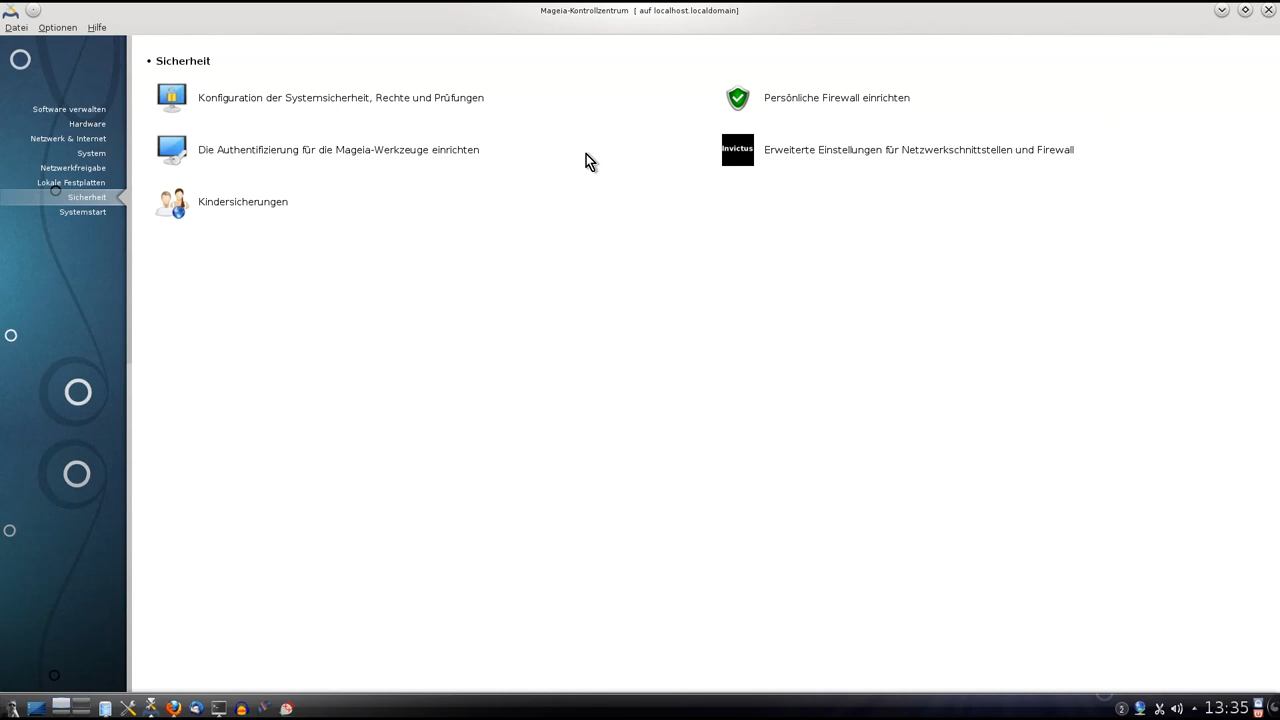 Mageia-Kontrollzentrum [ auf localhost.localdomain]
Datei Optionen Hilfe
Software verwalten
Hardware
Netzwerk & Internet
System
Netzwerkfreigabe
Lokale Festplatten
Sicherheit
Systemstart
• Sicherheit
Konfiguration der Systemsicherheit, Rechte und Prüfungen
Persönliche Firewall einrichten
Die Authentifizierung für die Mageia-Werkzeuge einrichten
Invictus
Erweiterte Einstellungen für Netzwerkschnittstellen und Firewall
Kindersicherungen
2
13:35